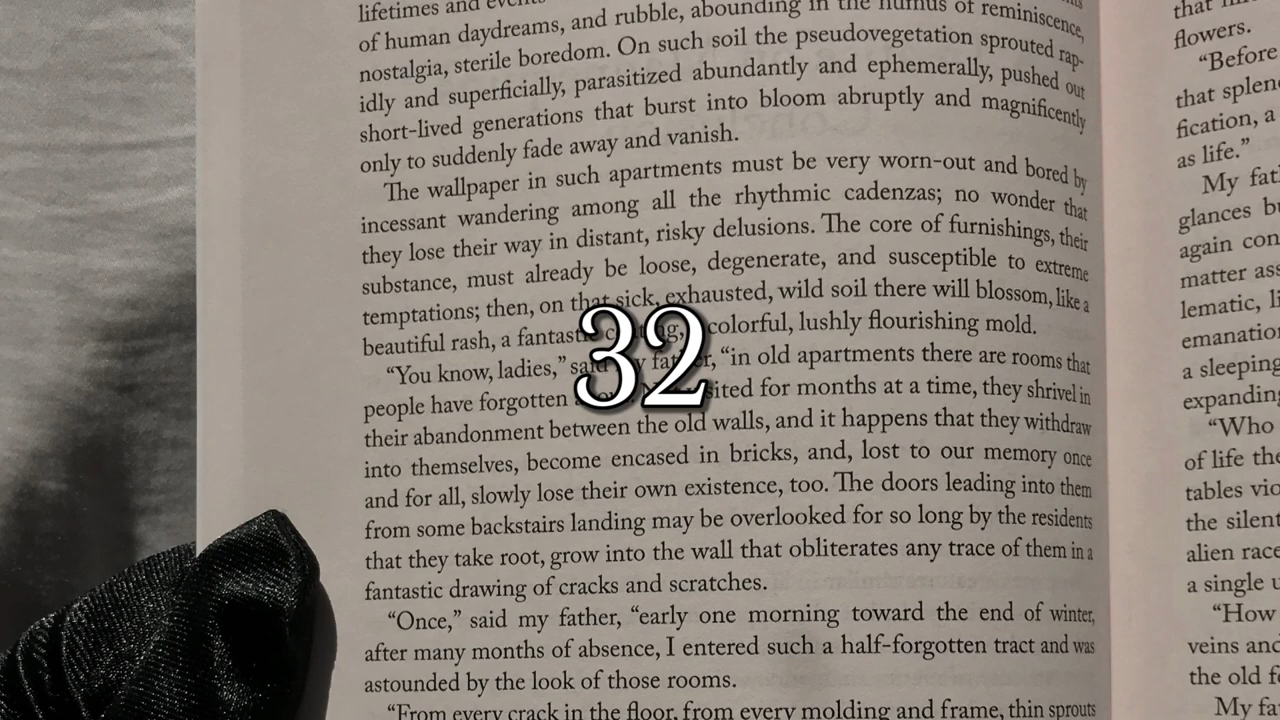 lifetimes and
of human daydreams, and rubble, abounding in the humus of reminiscence,
nostalgia, sterile boredom. On such soil the pseudovegetation sprouted rap-
idly and superficially, parasitized abundantly and ephemerally, pushed out
short-lived generations that burst into bloom abruptly and magnificently
only to suddenly fade away and vanish.
The wallpaper in such apartments must be very worn-out and bored by
incessant wandering among all the rhythmic cadenzas; no wonder that
they lose their way in distant, risky delusions. The core of furnishings, their
substance, must already be loose, degenerate, and susceptible to extreme
temptations; then, on that sick, exhausted, wild soil there will blossom, like a
beautiful rash, a fantastic colorful, lushly flourishing mold.
"You know, ladies," said my father, "in old apartments there are rooms that
people have forgotten for months at a time, they shrivel in
their abandonment between the old walls, and it happens that they withdraw
into themselves, become encased in bricks, and, lost to our memory once
and for all, slowly lose their own existence, too. The doors leading into them
from some backstairs landing may be overlooked for so long by the residents
that they take root, grow into the wall that obliterates any trace of them in a
fantastic drawing of cracks and scratches.
"Once," said my father, "early one morning toward the end of winter,
after many months of absence, I entered such a half-forgotten tract and was
astounded by the look of those rooms.
"From every crack in the floor, from every molding and frame, thin sprouts
32
that
flowers.
"Before
that
fication, a
as life."
My
glances
again
matter
lematic,
emanation
a sleeping
expanding
"Who
of life
tables
the silent
alien race
a single
"How
veins and
the old
My